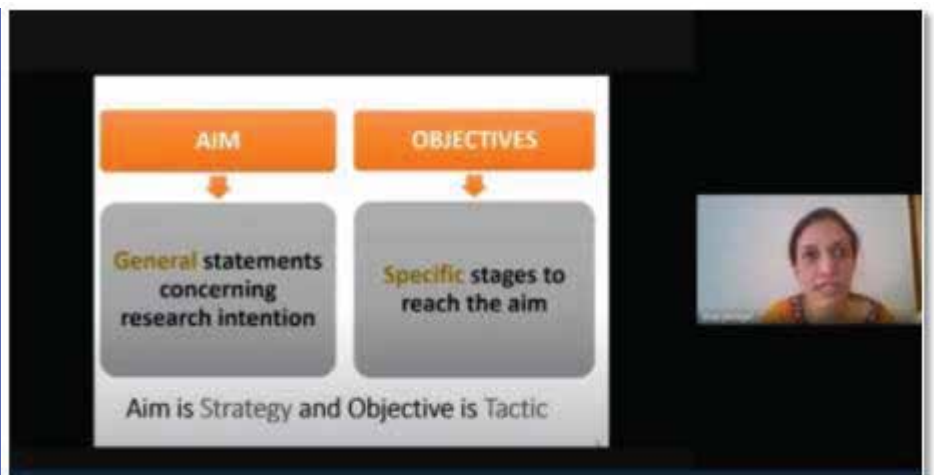 AIM
OBJECTIVES
General statements
concerning
research intention
Specific stages to
reach the aim
Aim is Strategy and Objective is Tactic